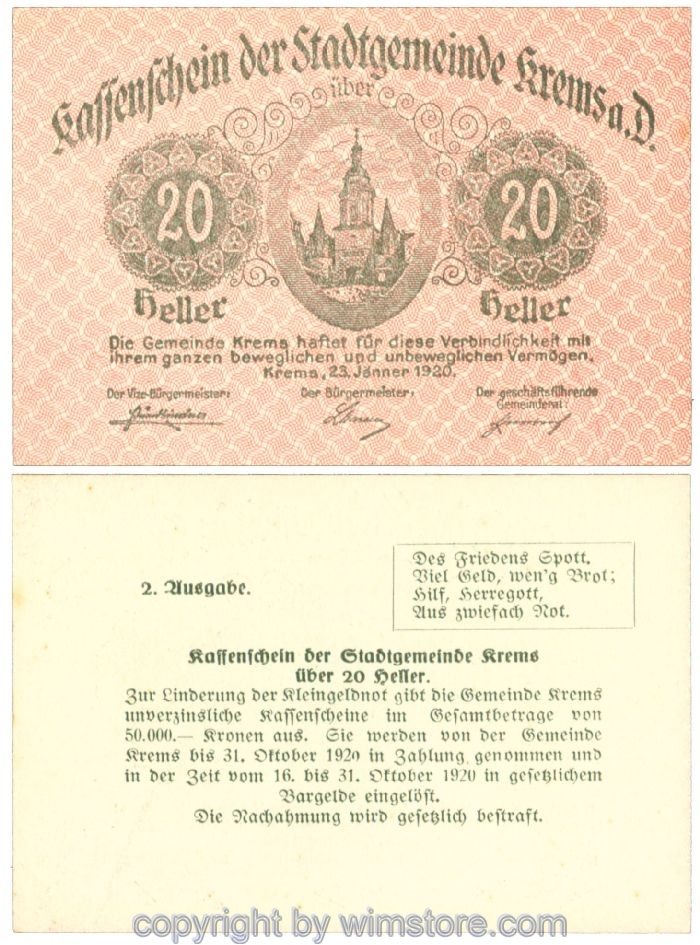 Kassenschein der Stadtgemeinde Krems a.D.
über
20
20
Heller
Heller
Die Gemeinde Krems haftet für diese Verbindlichkeit mit
ihrem ganzen beweglichen und unbeweglichen Vermögen.
Krems, 23. Jänner 1920.
Der Vize-Bürgermeister:
Der Bürgermeister:
Der geschäftsführende
Gemeinderat:
Des Friedens Spott.
Viel Geld, wen'g Brot;
Hilf, Herregott,
Aus zwiefach Not.
2. Ausgabe.
Kassenschein der Stadtgemeinde Krems
über 20 Heller.
Zur Linderung der Kleingeldnot gibt die Gemeinde Krems
unverzinsliche Kassenscheine im Gesamtbetrage von
50.000.— Kronen aus. Sie werden von der Gemeinde
Krems bis 31. Oktober 1920 in Zahlung genommen und
in der Zeit vom 16. bis 31. Oktober 1920 in gesetzlichem
Bargelde eingelöst.
Die Nachahmung wird gesetzlich bestraft.
copyright by wimstore.com